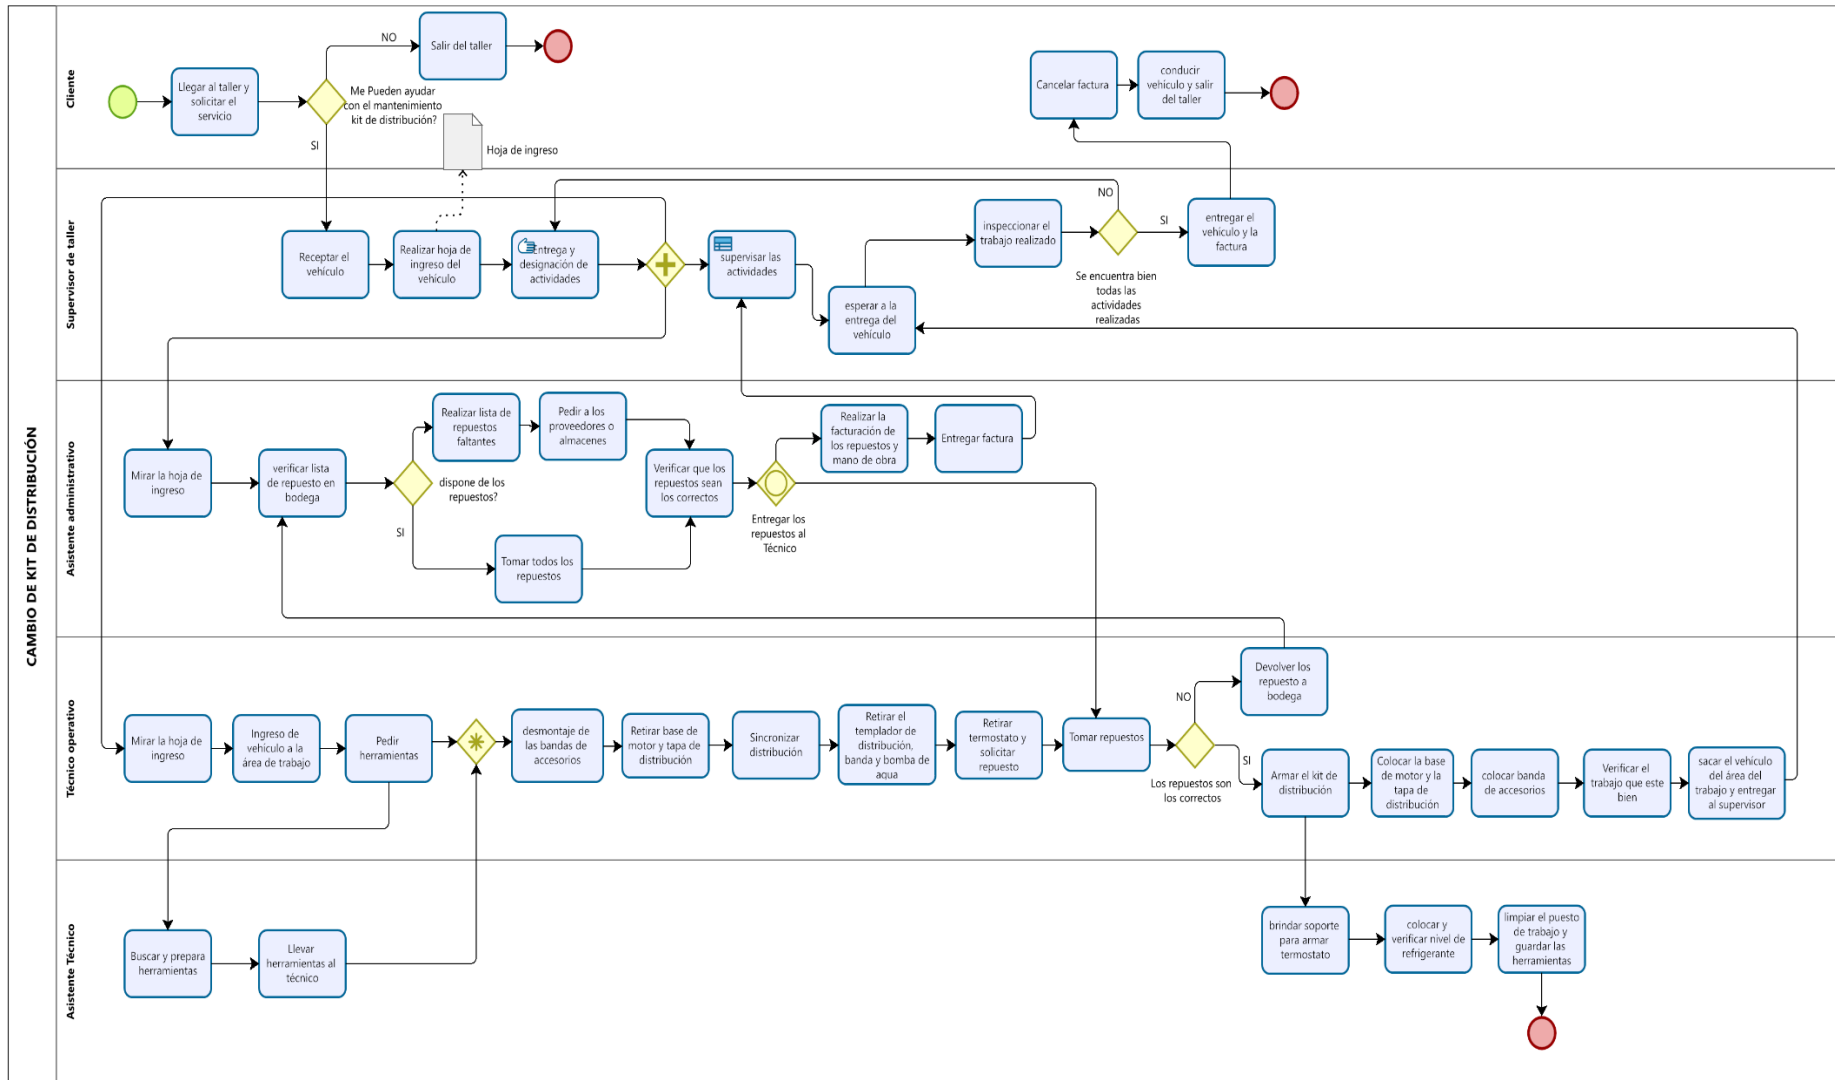 CAMBIO DE KIT DE DISTRIBUCIÓN
Cliente
Llegar al taller y
solicitar el
servicio
NO
Salir del taller
Me Pueden ayudar
con el mantenimiento
kit de distribución?
SI
Hoja de ingreso
Cancelar factura
conducir
vehículo y salir
del taller
Supervisor de taller
Receptar el
vehículo
Realizar hoja de
ingreso del
vehículo
Entrega y
designación de
actividades
supervisar las
actividades
esperar a la
entrega del
vehículo
inspeccionar el
trabajo realizado
NO
SI
Se encuentra bien
todas las
actividades
realizadas
entregar el
vehículo y la
factura
Asistente administrativo
Mirar la hoja de
ingreso
verificar lista
de repuesto en
bodega
dispone de los
repuestos?
SI
Realizar lista de
repuestos
faltantes
Pedir a los
proveedores o
almacenes
Tomar todos los
repuestos
Verificar que los
repuestos sean
los correctos
Entregar los
repuestos al
Técnico
Realizar la
facturación de
los repuestos y
mano de obra
Entregar factura
Técnico operativo
Mirar la hoja de
ingreso
Ingreso de
vehículo a la
área de trabajo
Pedir
herramientas
desmontaje de
las bandas de
accesorios
Retirar base de
motor y tapa de
distribución
Sincronizar
distribución
Retirar el
templador de
distribución,
banda y bomba de
aqua
Retirar
termostato y
solicitar
repuesto
Tomar repuestos
NO
SI
Los repuestos son
los correctos
Devolver los
repuesto a
bodega
Armar el kit de
distribución
Colocar la base
de motor y la
tapa de
distribución
colocar banda
de accesorios
Verificar el
trabajo que este
bien
sacar el vehículo
del área del
trabajo y entregar
al supervisor
Asistente Técnico
Buscar y prepara
herramientas
Llevar
herramientas al
técnico
brindar soporte
para armar
termostato
colocar y
verificar nivel de
refrigerante
limpiar el puesto
de trabajo y
guardar las
herramientas